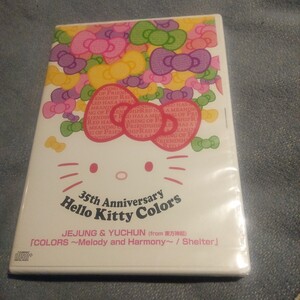 35th Anniversary
Hello Kitty Colors
JEJUNG & YUCHUN (from 東方神起)
「COLORS ～Melody and Harmony～ / Shelter」